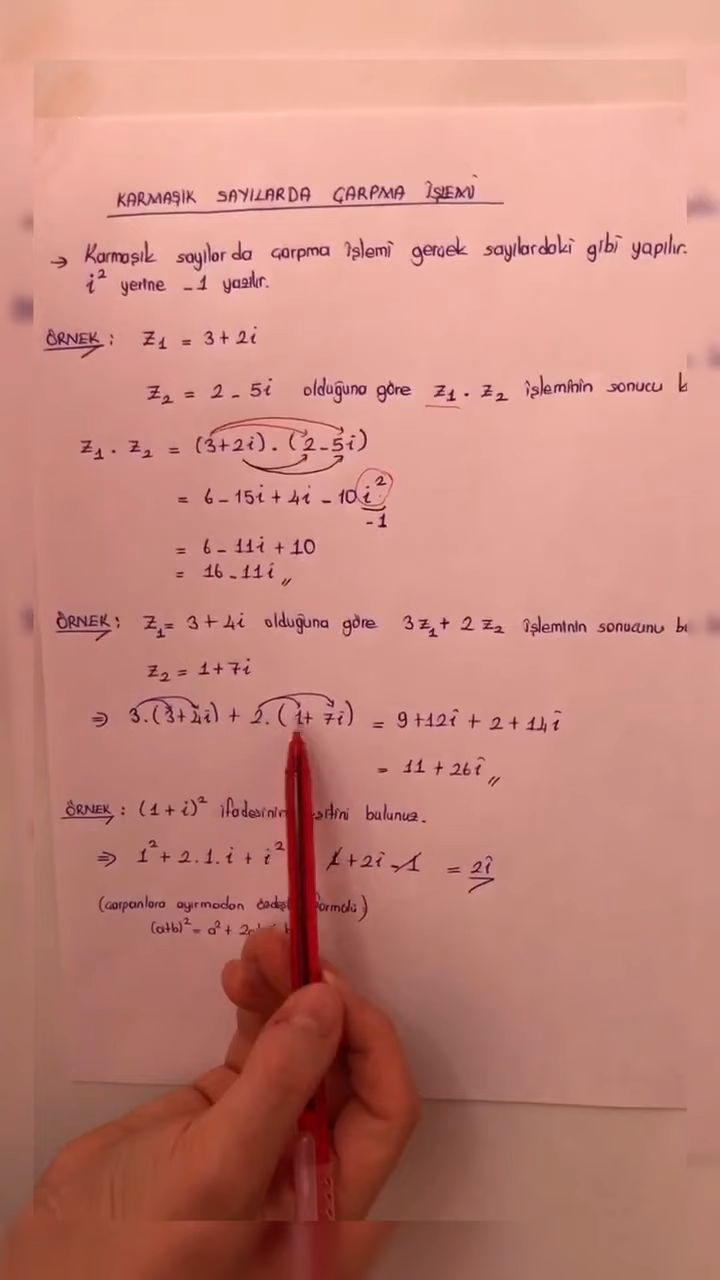 KARMAŞIK SAYILARDA ÇARPMA İŞLEMİ
→ Karmaşık sayılarda çarpma işlemi gerçek sayılardaki gibi yapılır.
i² yerine -1 yazılır.
ÖRNEK: Z₁ = 3 + 2i
Z₂ = 2 - 5i olduğuna göre Z₁ . Z₂ işleminin sonucu
Z₁ . Z₂ = (3+2i) . (2-5i)
= 6 - 15i + 4i - 10i²
-1
= 6 - 11i + 10
= 16 - 11i //
ÖRNEK: Z₁ = 3 + 4i olduğuna göre 3Z₁ + 2Z₂ işleminin sonucunu
Z₂ = 1 + 7i
⇒ 3.(3+4i) + 2.(1+7i) = 9 + 12i + 2 + 14i
= 11 + 26i //
ÖRNEK: (1+i)² ifadesinin bulunuz.
⇒ 1² + 2.1.i + i² 1 + 2i - 1 = 2i
(çarpanlara ayırmadan
(a+b)² = a² +